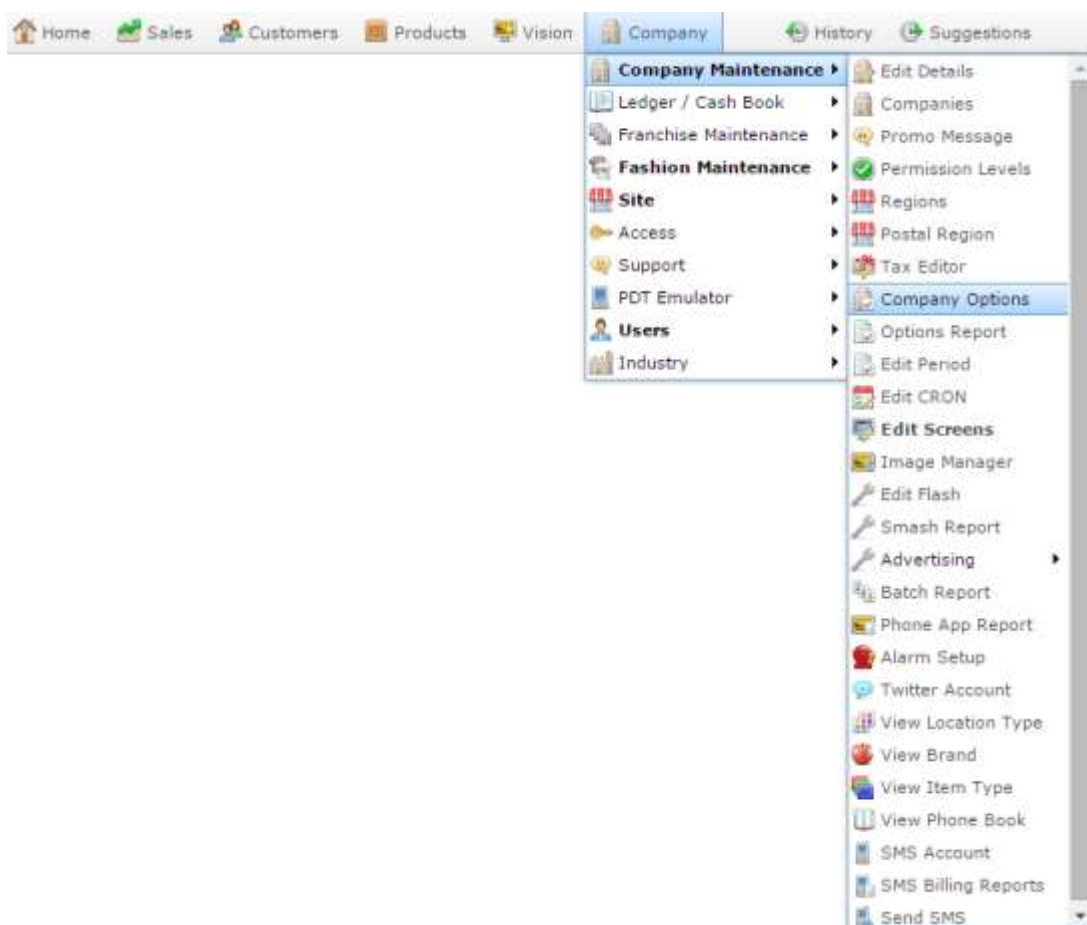 Home Sales Customers Products Vision Company History Suggestions
Company Maintenance
Ledger / Cash Book
Franchise Maintenance
Fashion Maintenance
Site
Access
Support
PDT Emulator
Users
Industry
Edit Details
Companies
Promo Message
Permission Levels
Regions
Postal Region
Tax Editor
Company Options
Options Report
Edit Period
Edit CRON
Edit Screens
Image Manager
Edit Flash
Smash Report
Advertising
Batch Report
Phone App Report
Alarm Setup
Twitter Account
View Location Type
View Brand
View Item Type
View Phone Book
SMS Account
SMS Billing Reports
Send SMS